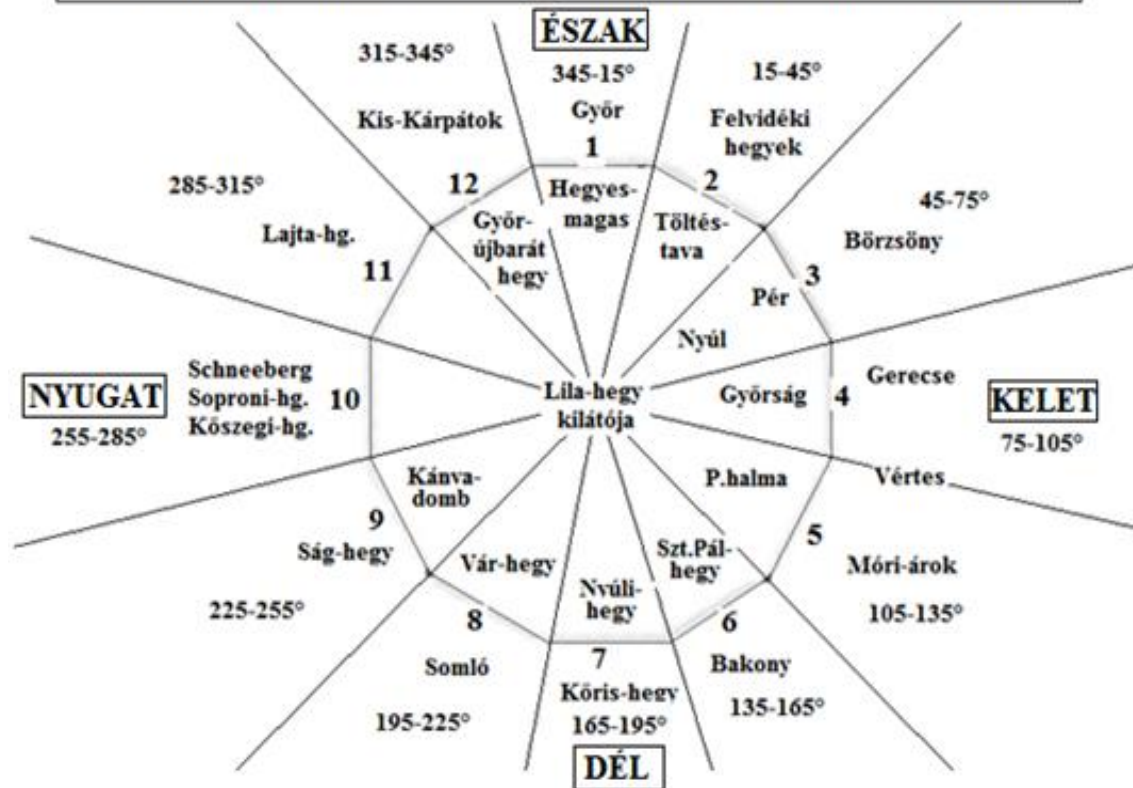 ÉSZAK
345-15°
Győr
1
Hegyes-
magas
15-45°
Felvidéki
hegyek
2
Töltés-
tava
45-75°
Börzsöny
3
Pér
Nyúl
KELET
75-105°
Gerecse
4
Győrság
Vértes
P.halma
5
Móri-árok
105-135°
Szt.Pál-
hegy
6
Bakony
135-165°
Nyúli-
hegy
7
Kőris-hegy
165-195°
DÉL
Vár-hegy
8
Somló
195-225°
Kánva-
domb
9
Ság-hegy
225-255°
NYUGAT
255-285°
Schneeberg
Soproni-hg.
Kőszegi-hg.
10
285-315°
Lajta-hg.
11
315-345°
Kis-Kárpátok
12
Győr-
újbarát
hegy
Lila-hegy
kilátója